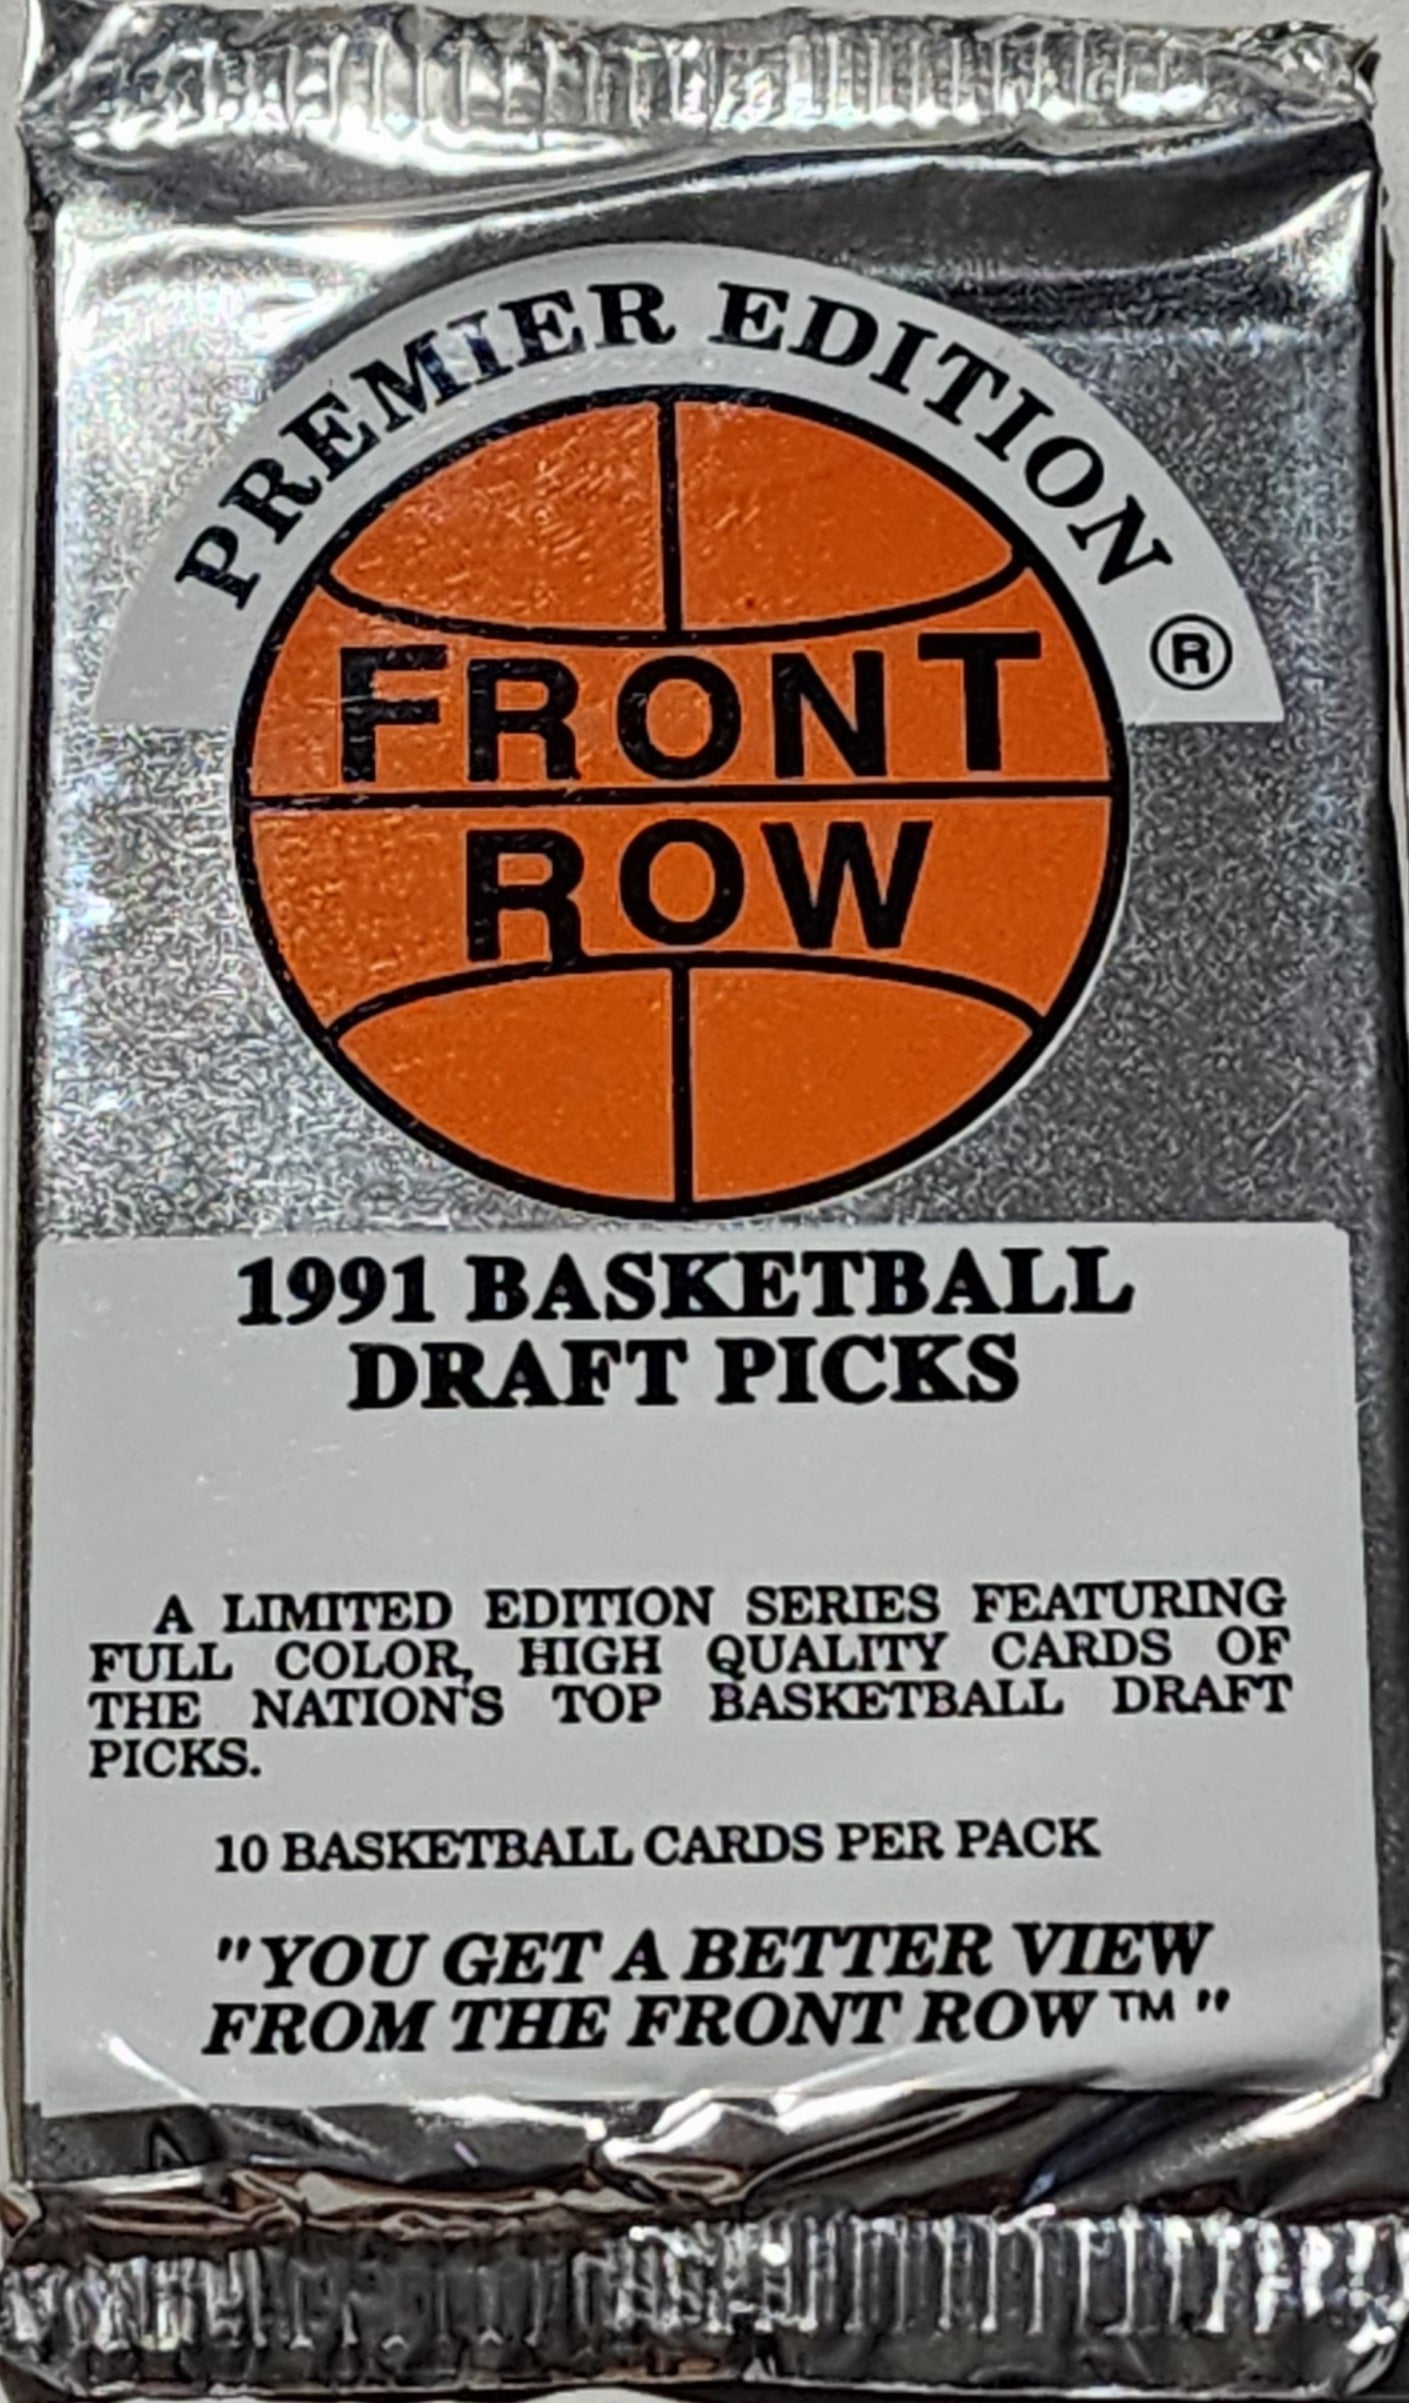 PREMIER EDITION ®
FRONT
ROW
1991 BASKETBALL
DRAFT PICKS
A LIMITED EDITION SERIES FEATURING
FULL COLOR, HIGH QUALITY CARDS OF
THE NATION'S TOP BASKETBALL DRAFT
PICKS.
10 BASKETBALL CARDS PER PACK
"YOU GET A BETTER VIEW
FROM THE FRONT ROW™"